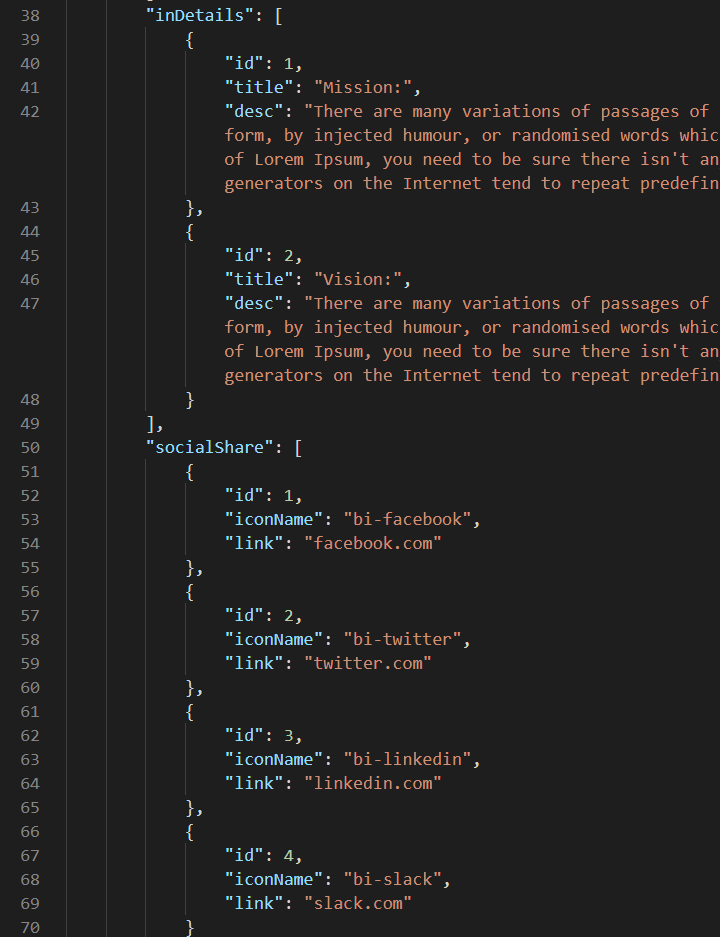 38 "inDetails": [
39 {
40 "id": 1,
41 "title": "Mission:",
42 "desc": "There are many variations of passages of
form, by injected humour, or randomised words whic
of Lorem Ipsum, you need to be sure there isn't an
generators on the Internet tend to repeat predefin
43 },
44 {
45 "id": 2,
46 "title": "Vision:",
47 "desc": "There are many variations of passages of
form, by injected humour, or randomised words whic
of Lorem Ipsum, you need to be sure there isn't an
generators on the Internet tend to repeat predefin
48 }
49 ],
50 "socialShare": [
51 {
52 "id": 1,
53 "iconName": "bi-facebook",
54 "link": "facebook.com"
55 },
56 {
57 "id": 2,
58 "iconName": "bi-twitter",
59 "link": "twitter.com"
60 },
61 {
62 "id": 3,
63 "iconName": "bi-linkedin",
64 "link": "linkedin.com"
65 },
66 {
67 "id": 4,
68 "iconName": "bi-slack",
69 "link": "slack.com"
70 }